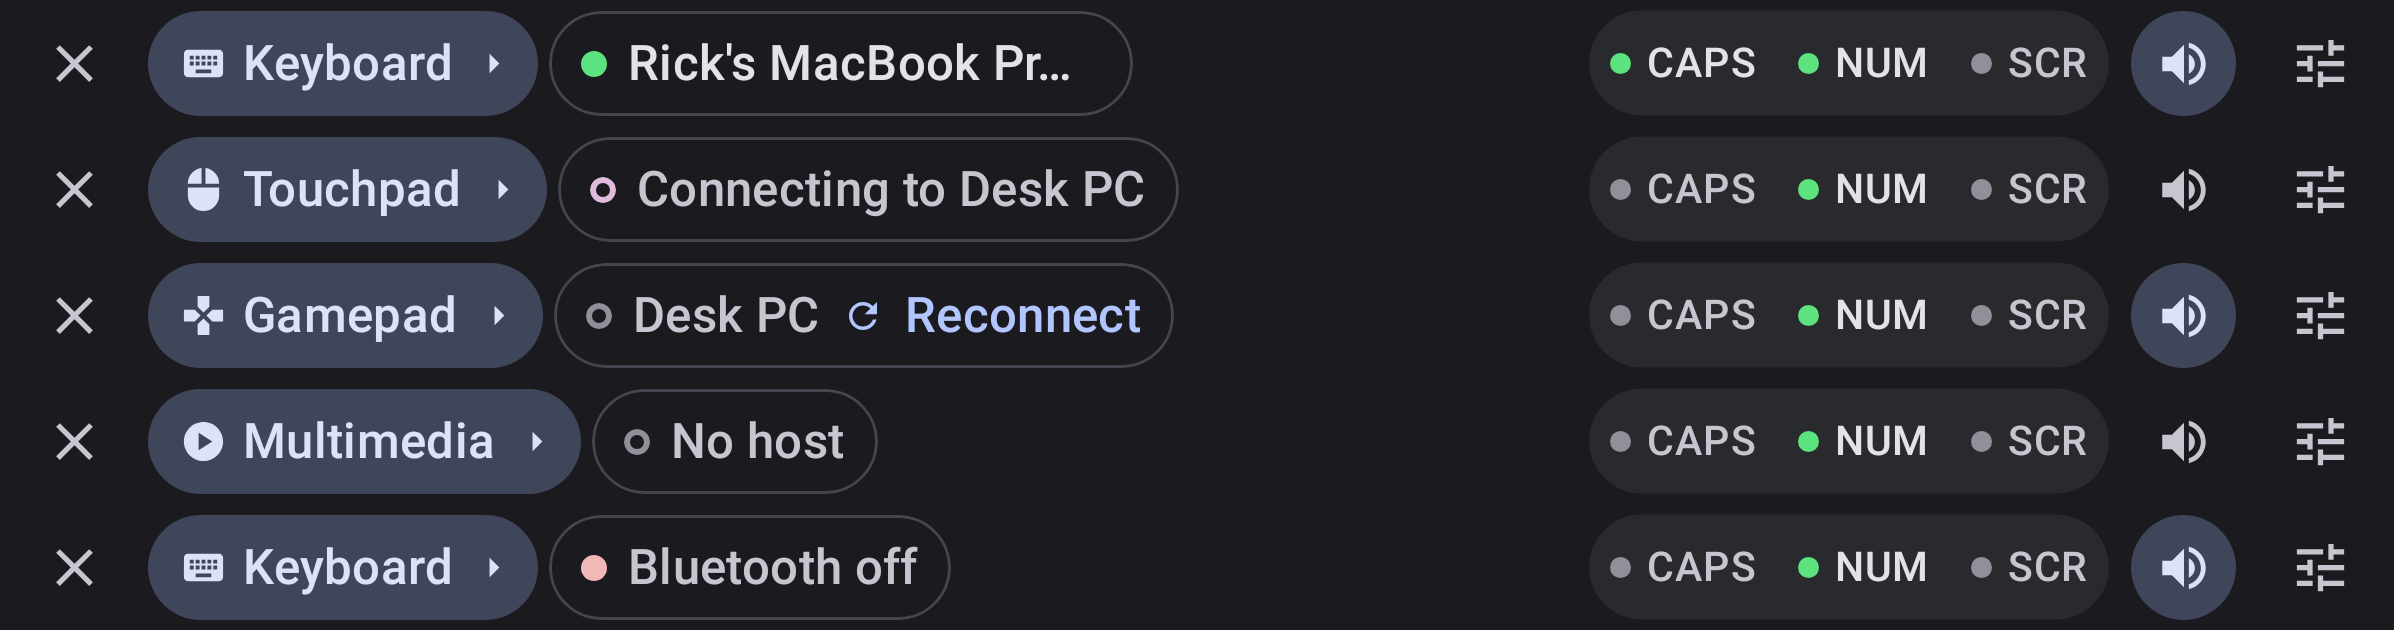 Keyboard Rick's MacBook Pr... CAPS NUM SCR
Touchpad Connecting to Desk PC CAPS NUM SCR
Gamepad Desk PC Reconnect CAPS NUM SCR
Multimedia No host CAPS NUM SCR
Keyboard Bluetooth off CAPS NUM SCR